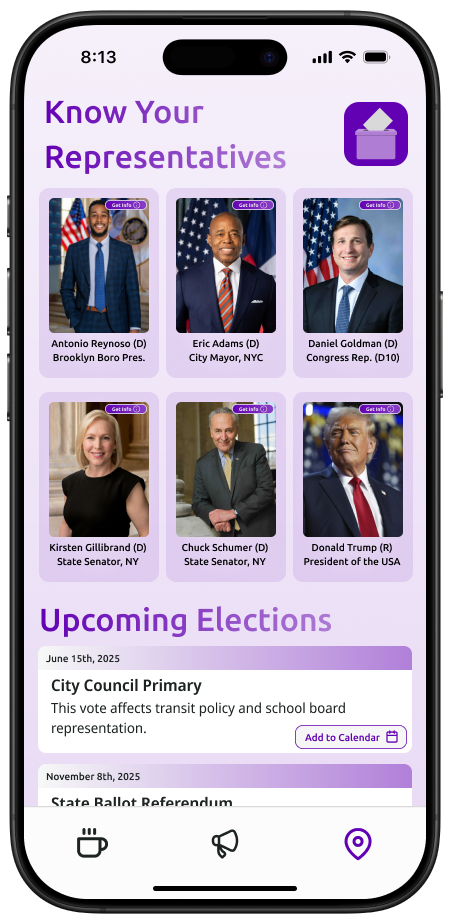 8:13
Know Your
Representatives
Get Info
Get Info
Get Info
Antonio Reynoso (D)
Brooklyn Boro Pres.
Eric Adams (D)
City Mayor, NYC
Daniel Goldman (D)
Congress Rep. (D10)
Get Info
Get Info
Get Info
Kirsten Gillibrand (D)
State Senator, NY
Chuck Schumer (D)
State Senator, NY
Donald Trump (R)
President of the USA
Upcoming Elections
June 15th, 2025
City Council Primary
This vote affects transit policy and school board
representation.
Add to Calendar
November 8th, 2025
State Ballot Referendum